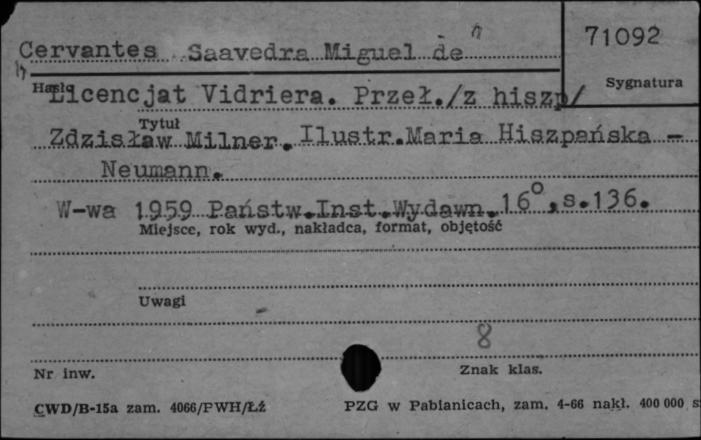 71092
Cervantes Saavedra Miguel de
Hasło
Sygnatura
Licencjat Vidriera. Przeł./z hiszp/
Tytuł
Zdzisław Milner. Ilustr.Maria Hiszpańska -
Neumann.
W-wa 1959 Państw.Inst.Wydawn. 16°,s.136.
Miejsce, rok wyd., nakładca, format, objętość
Uwagi
8
Nr inw.
Znak klas.
CWD/B-15a zam. 4066/PWH/Łź
PZG w Pabianicach, zam. 4-66 nakł. 400 000